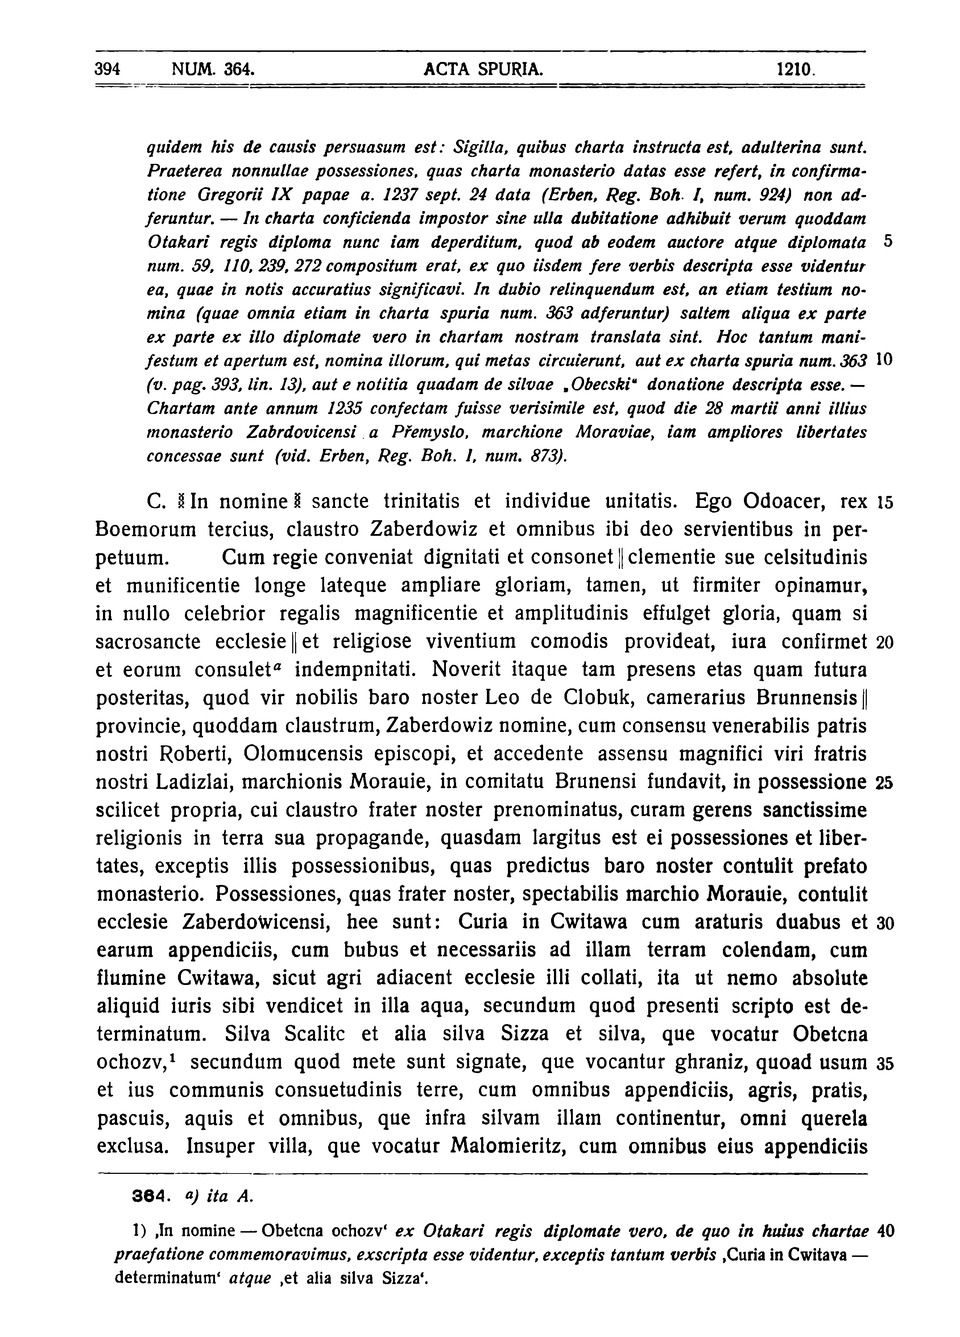 394 NUM. 364. ACTA SPURIA. 1210.
quidem his de causis persuasum est: Sigilla, quibus charta instructa est, adulterina sunt.
Praeterea nonnullae possessiones, quas charta monasterio datas esse refert, in confirma-
tione Gregorii IX papae a. 1237 sept. 24 data (Erben, Reg. Boh. I, num. 924) non ad-
feruntur. — In charta conficienda impostor sine ulla dubitatione adhibuit verum quoddam
Otakari regis diploma nunc iam deperditum, quod ab eodem auctore atque diplomata 5
num. 59, 110, 239, 272 compositum erat, ex quo iisdem fere verbis descripta esse videntur
ea, quae in notis accuratius significavi. In dubio relinquendum est, an etiam testium no-
mina (quae omnia etiam in charta spuria num. 363 adferuntur) saltem aliqua ex parte
ex parte ex illo diplomate vero in chartam nostram translata sint. Hoc tantum mani-
festum et apertum est, nomina illorum, qui metas circuierunt, aut ex charta spuria num. 363 10
(v. pag. 393, lin. 13), aut e notitia quadam de silvae „Obecski“ donatione descripta esse. —
Chartam ante annum 1235 confectam fuisse verisimile est, quod die 28 martii anni illius
monasterio Zabrdovicensi a Přemyslo, marchione Moraviae, iam ampliores libertates
concessae sunt (vid. Erben, Reg. Boh. I, num. 873).
C. ⁑In nomine⁑ sancte trinitatis et individue unitatis. Ego Odoacer, rex 15
Boemorum tercius, claustro Zaberdowiz et omnibus ibi deo servientibus in per-
petuum. Cum regie conveniat dignitati et consonet || clementie sue celsitudinis
et munificentie longe lateque ampliare gloriam, tamen, ut firmiter opinamur,
in nullo celebrior regalis magnificentie et amplitudinis effulget gloria, quam si
sacrosancte ecclesie || et religiose viventium comodis provideat, iura confirmet 20
et eorum consulet a indempnitati. Noverit itaque tam presens etas quam futura
posteritas, quod vir nobilis baro noster Leo de Clobuk, camerarius Brunnensis ||
provincie, quoddam claustrum, Zaberdowiz nomine, cum consensu venerabilis patris
nostri Roberti, Olomucensis episcopi, et accedente assensu magnifici viri fratris
nostri Ladizlai, marchionis Morauie, in comitatu Brunensi fundavit, in possessione 25
scilicet propria, cui claustro frater noster prenominatus, curam gerens sanctissime
religionis in terra sua propagande, quasdam largitus est ei possessiones et liber-
tates, exceptis illis possessionibus, quas predictus baro noster contulit prefato
monasterio. Possessiones, quas frater noster, spectabilis marchio Morauie, contulit
ecclesie Zaberdowicensi, hee sunt: Curia in Cwitawa cum araturis duabus et 30
earum appendiciis, cum bubus et necessariis ad illam terram colendam, cum
flumine Cwitawa, sicut agri adiacent ecclesie illi collati, ita ut nemo absolute
aliquid iuris sibi vendicet in illa aqua, secundum quod presenti scripto est de-
terminatum. Silva Scalitc et alia silva Sizza et silva, que vocatur Obetcna
ochozv,¹ secundum quod mete sunt signate, que vocantur ghraniz, quoad usum 35
et ius communis consuetudinis terre, cum omnibus appendiciis, agris, pratis,
pascuis, aquis et omnibus, que infra silvam illam continentur, omni querela
exclusa. Insuper villa, que vocatur Malomieritz, cum omnibus eius appendiciis
364. a) ita A.
1) ‚In nomine — Obetcna ochozv‘ ex Otakari regis diplomate vero, de quo in huius chartae 40
praefatione commemoravimus, exscripta esse videntur, exceptis tantum verbis ‚Curia in Cwitava —
determinatum‘ atque ‚et alia silva Sizza‘.